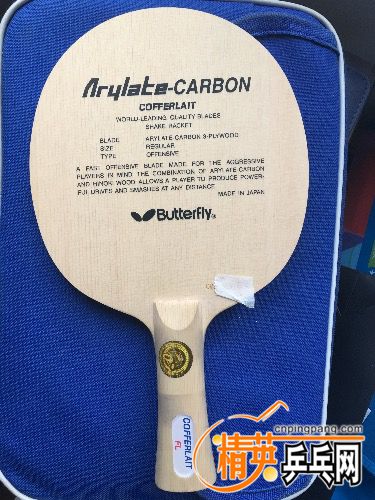 Arylate-CARBON
COFFERLAIT
WORLD-LEADING QUALITY BLADES
SHAKE RACKET
BLADE ARYLATE CARBON 3-PLYWOOD
SIZE REGULAR
TYPE OFFENSIVE
A FAST OFFENSIVE BLADE MADE FOR THE AGGRESSIVE
PLAYERS IN MIND. THE COMBINATION OF ARYLATE CARBON
AND HINOKI WOOD ALLOWS A PLAYER TO PRODUCE POWER-
FUL DRIVES AND SMASHES AT ANY DISTANCE.
MADE IN JAPAN
Butterfly®
COFFERLAIT
FL
cnpingpang.com
精英乒乓网